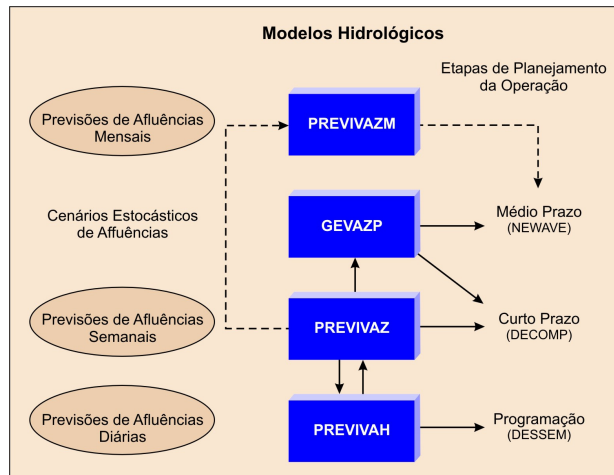 Modelos Hidrológicos
Etapas de Planejamento
da Operação
Previsões de Afluências
Mensais
PREVIVAZM
Cenários Estocásticos
de Affuências
GEVAZP
Médio Prazo
(NEWAVE)
Previsões de Afluências
Semanais
PREVIVAZ
Curto Prazo
(DECOMP)
Previsões de Afluências
Diárias
PREVIVAH
Programação
(DESSEM)